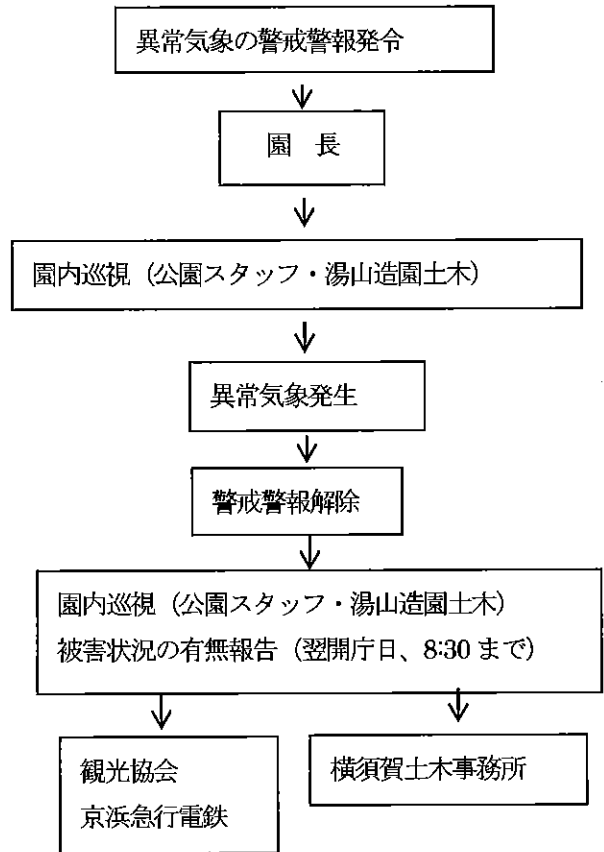 異常気象の警戒警報発令
園　長
園内巡視（公園スタッフ・湯山造園土木）
異常気象発生
警戒警報解除
園内巡視（公園スタッフ・湯山造園土木）
被害状況の有無報告（翌開庁日、8:30 まで）
観光協会
京浜急行電鉄
横須賀土木事務所